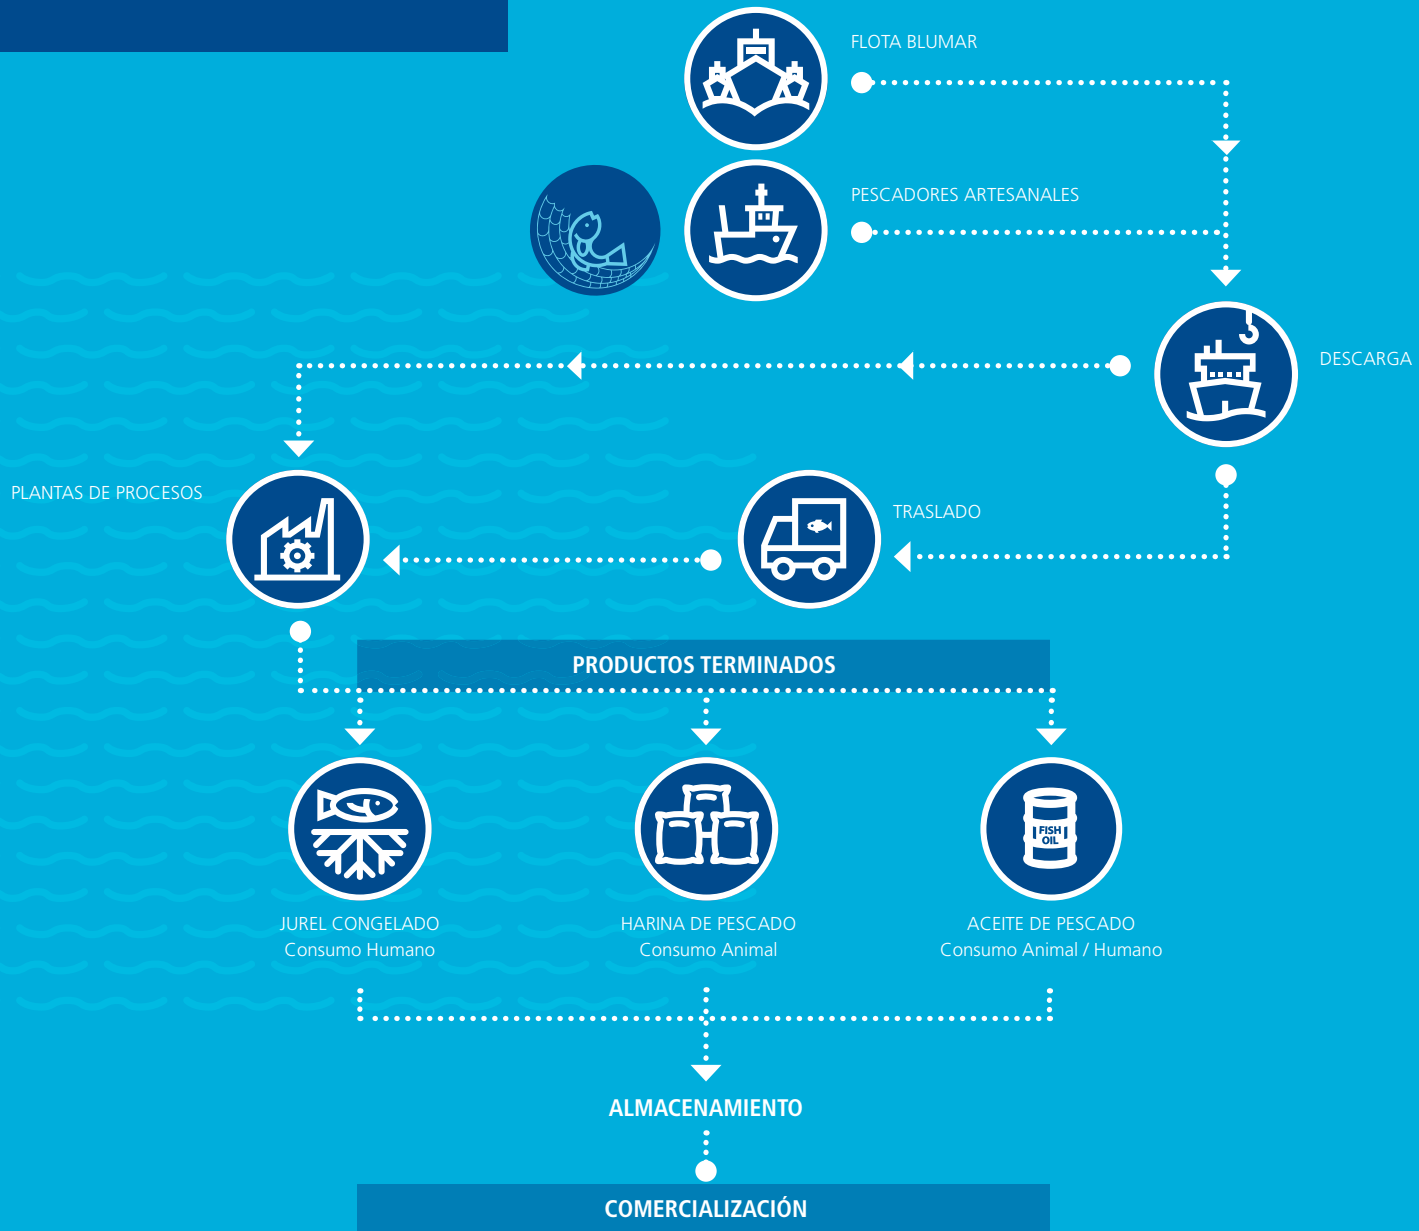 FLOTA BLUMAR
PESCADORES ARTESANALES
DESCARGA
PLANTAS DE PROCESOS
TRASLADO
PRODUCTOS TERMINADOS
FISH
OIL
JUREL CONGELADO
Consumo Humano
HARINA DE PESCADO
Consumo Animal
ACEITE DE PESCADO
Consumo Animal / Humano
ALMACENAMIENTO
COMERCIALIZACIÓN